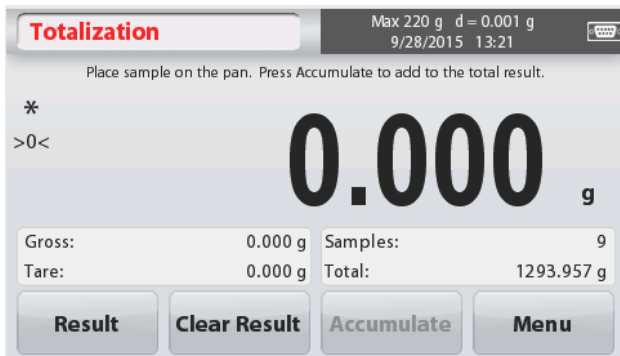 Totalization
Max 220 g d = 0.001 g
9/28/2015 13:21
Place sample on the pan. Press Accumulate to add to the total result.
*
>0<
0.000 g
Gross: 0.000 g Samples: 9
Tare: 0.000 g Total: 1293.957 g
Result Clear Result Accumulate Menu